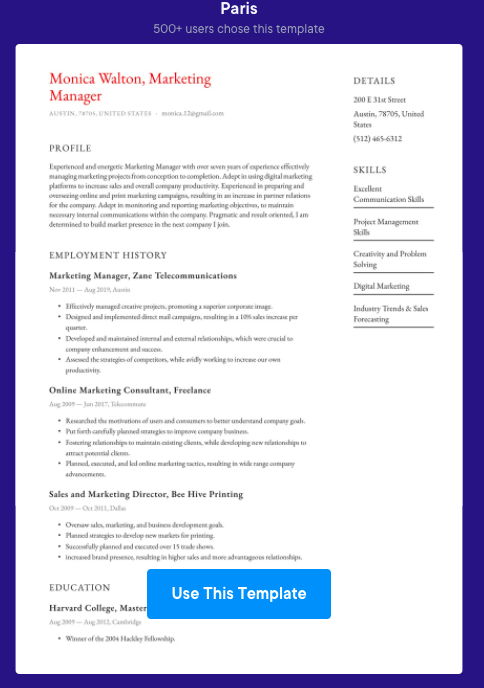 Paris
500+ users chose this template
Monica Walton, Marketing
Manager
AUSTIN, 78705, UNITED STATES · monica.12@gmail.com
PROFILE
Experienced and energetic Marketing Manager with over seven years of experience effectively
managing marketing projects from conception to completion. Adept in using digital marketing
platforms to increase sales and overall company productivity. Experienced in preparing and
overseeing online and print marketing campaigns, resulting in an increase in partner relations
for the company. Adept in monitoring and reporting marketing objectives, to maintain
necessary internal communications within the company. Pragmatic and result oriented, I am
determined to build market presence in the next company I join.
EMPLOYMENT HISTORY
Marketing Manager, Zane Telecommunications
Nov 2011 — Aug 2019, Austin
• Effectively managed creative projects, promoting a superior corporate image.
• Designed and implemented direct mail campaigns, resulting in a 10% sales increase per
quarter.
• Developed and maintained internal and external relationships, which were crucial to
company enhancement and success.
• Assessed the strategies of competitors, while avidly working to increase our own
productivity.
Online Marketing Consultant, Freelance
Aug 2009 — Jun 2017, Telecommute
• Researched the motivations of users and consumers to better understand company goals.
• Put forth carefully planned strategies to improve company business.
• Fostering relationships to maintain existing clients, while developing new relationships to
attract potential clients.
• Planned, executed, and led online marketing tactics, resulting in wide range company
advancements.
Sales and Marketing Director, Bee Hive Printing
Oct 2009 — Oct 2011, Dallas
• Oversaw sales, marketing, and business development goals.
• Planned strategies to develop new markets for printing.
• Successfully planned and executed over 15 trade shows.
• increased brand presence, resulting in higher sales and more advantageous relationships.
EDUCATION
Harvard College, Master
Aug 2009 — Aug 2012, Cambridge
• Winner of the 2004 Hackley Fellowship.
DETAILS
200 E 31st Street
Austin, 78705, United
States
(512) 465-6312
SKILLS
Excellent
Communication Skills
Project Management
Skills
Creativity and Problem
Solving
Digital Marketing
Industry Trends & Sales
Forecasting
Use This Template